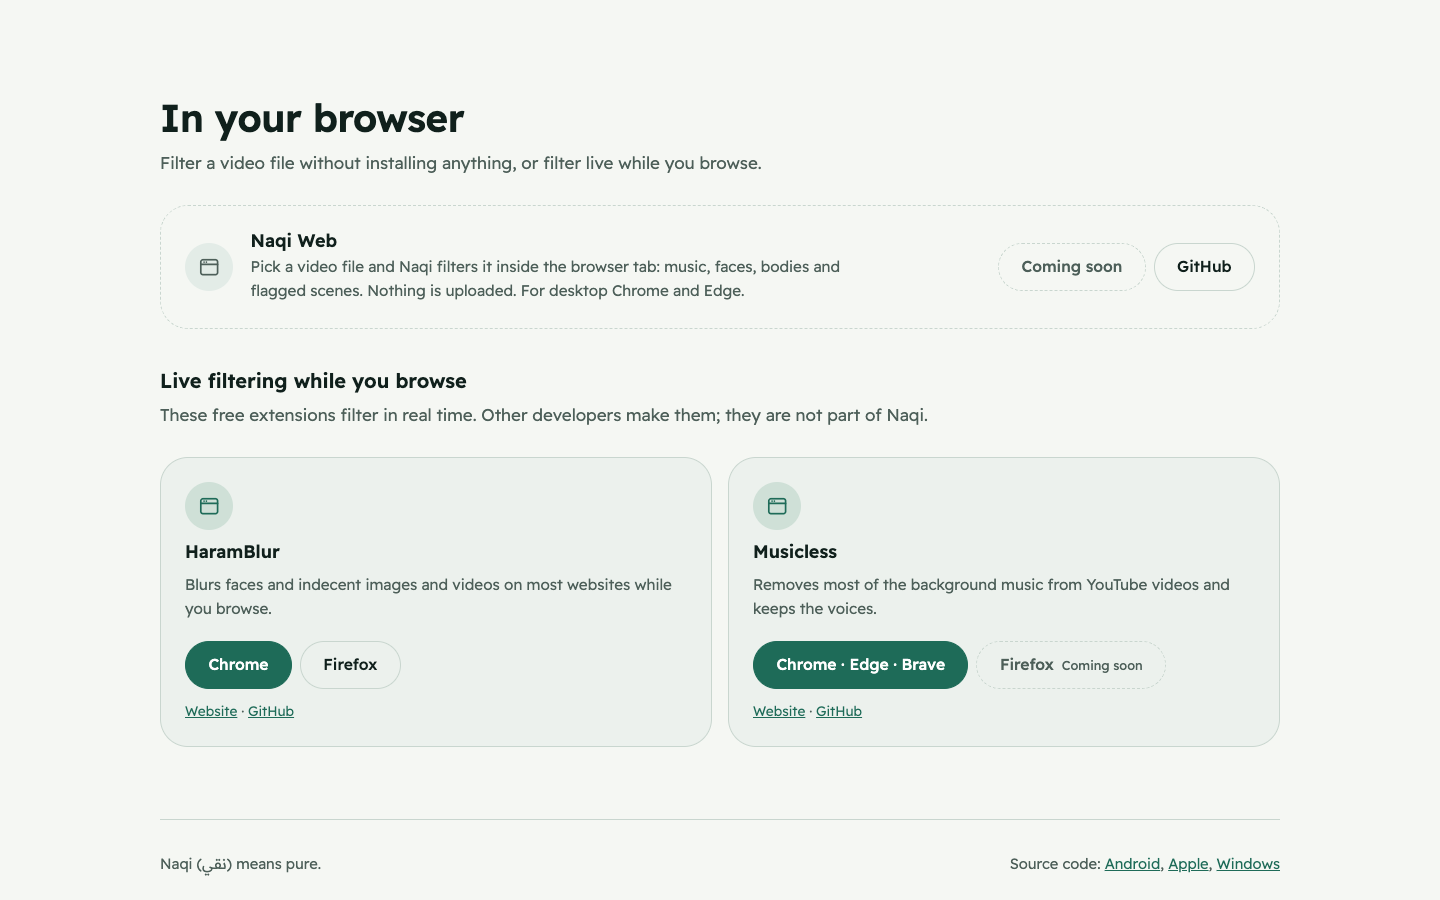 In your browser
Filter a video file without installing anything, or filter live while you browse.
Naqi Web
Pick a video file and Naqi filters it inside the browser tab: music, faces, bodies and
flagged scenes. Nothing is uploaded. For desktop Chrome and Edge.
Coming soon
GitHub
Live filtering while you browse
These free extensions filter in real time. Other developers make them; they are not part of Naqi.
HaramBlur
Blurs faces and indecent images and videos on most websites while
you browse.
Chrome
Firefox
Website · GitHub
Musicless
Removes most of the background music from YouTube videos and
keeps the voices.
Chrome · Edge · Brave
Firefox Coming soon
Website · GitHub
Naqi (نقي) means pure.
Source code: Android, Apple, Windows